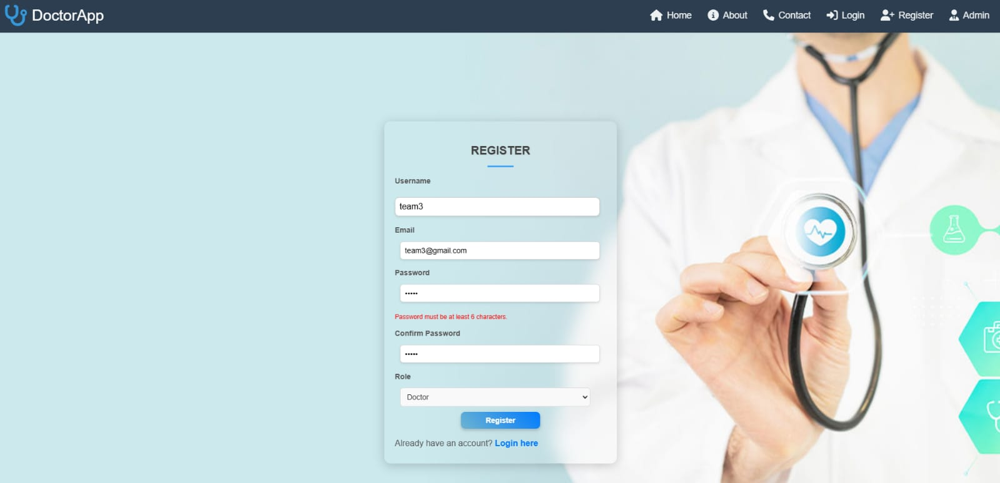 DoctorApp
Home About Contact Login Register Admin
REGISTER
Username
team3
Email
team3@gmail.com
Password
•••••
Password must be at least 6 characters.
Confirm Password
•••••
Role
Doctor
Register
Already have an account? Login here